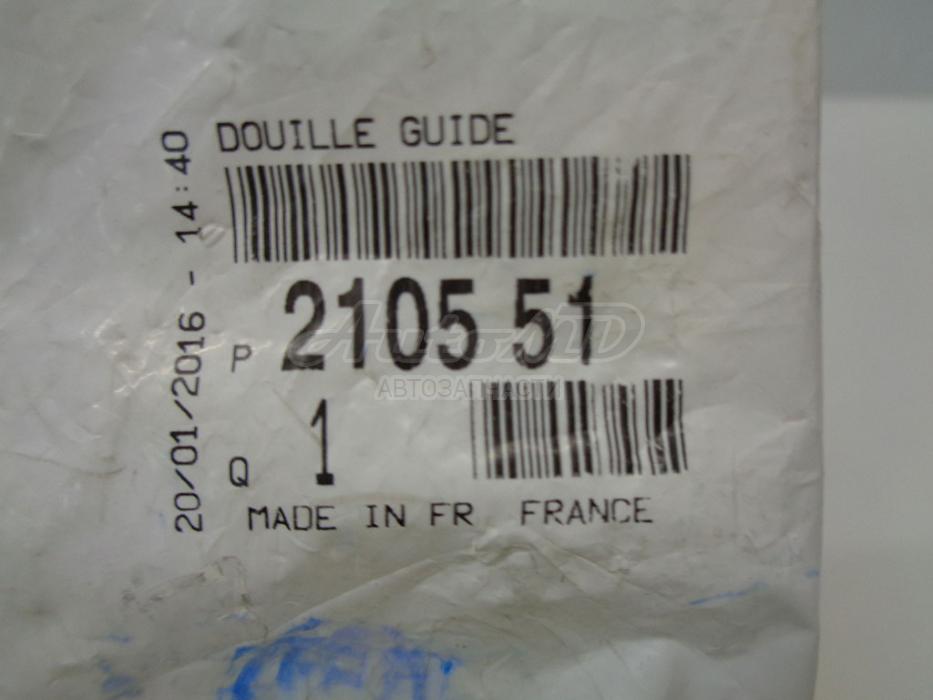 DOUILLE GUIDE
20/01/2016 - 14:40
P 2105 51
АВТОЗАПЧАСТИ
Q 1
MADE IN FR FRANCE